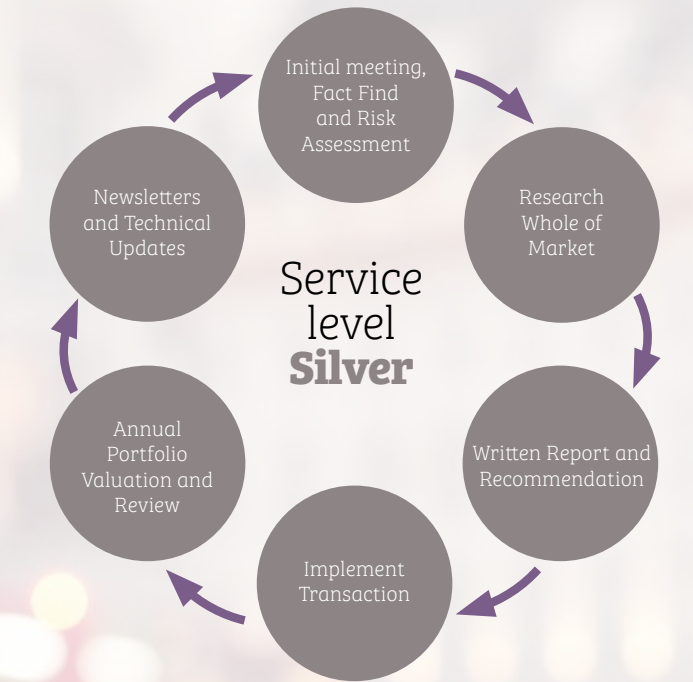 Initial meeting,
Fact Find
and Risk
Assessment
Research
Whole of
Market
Written Report and
Recommendation
Implement
Transaction
Annual
Portfolio
Valuation and
Review
Newsletters
and Technical
Updates
Service
level
Silver